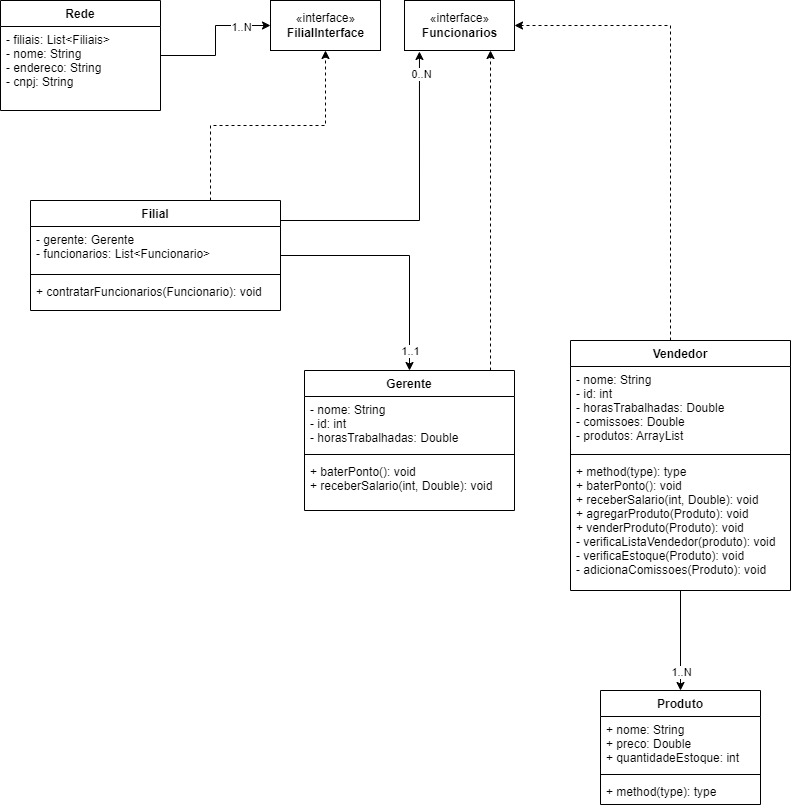 Rede
- filiais: List<Filiais>
- nome: String
- endereco: String
- cnpj: String
1..N
«interface»
FilialInterface
«interface»
Funcionarios
0..N
Filial
- gerente: Gerente
- funcionarios: List<Funcionario>
+ contratarFuncionarios(Funcionario): void
1..1
Gerente
- nome: String
- id: int
- horasTrabalhadas: Double
+ baterPonto(): void
+ receberSalario(int, Double): void
Vendedor
- nome: String
- id: int
- horasTrabalhadas: Double
- comissoes: Double
- produtos: ArrayList
+ method(type): type
+ baterPonto(): void
+ receberSalario(int, Double): void
+ agregarProduto(Produto): void
+ venderProduto(Produto): void
- verificaListaVendedor(produto): void
- verificaEstoque(Produto): void
- adicionaComissoes(Produto): void
1..N
Produto
+ nome: String
+ preco: Double
+ quantidadeEstoque: int
+ method(type): type